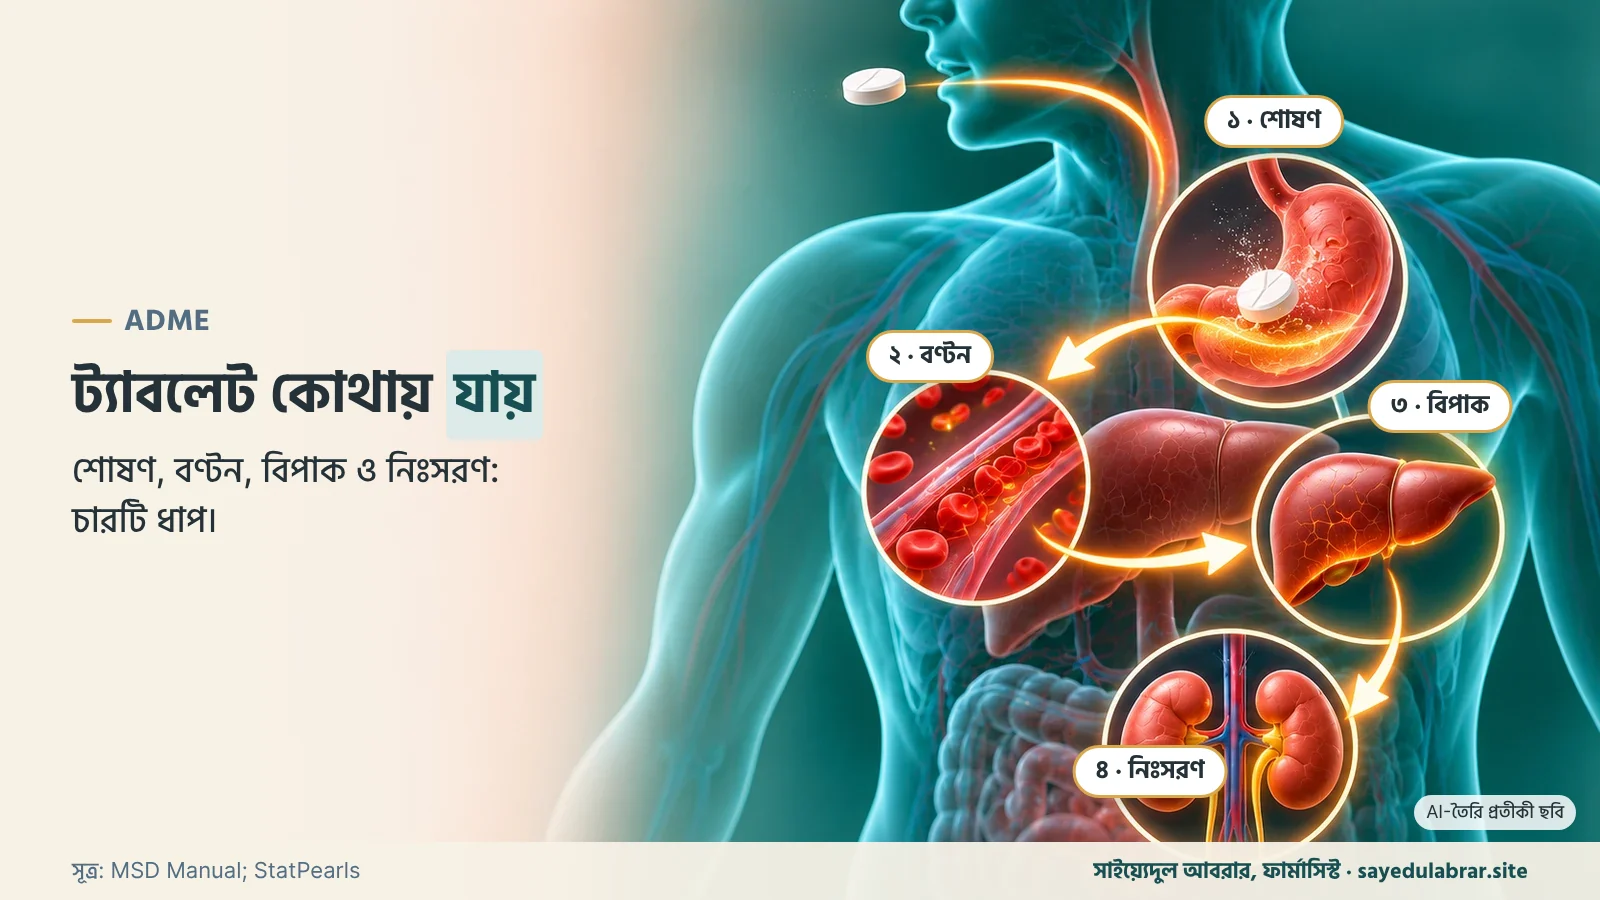 ADME
ট্যাবলেট কোথায় যায়
শোষণ, বণ্টন, বিপাক ও নিঃসরণ:
চারটি ধাপ।
১ · শোষণ
২ · বণ্টন
৩ · বিপাক
৪ · নিঃসরণ
AI-তৈরি প্রতীকী ছবি
সূত্র: MSD Manual; StatPearls
সাইয়্যেদুল আবরার, ফার্মাসিস্ট · sayedulabrar.site